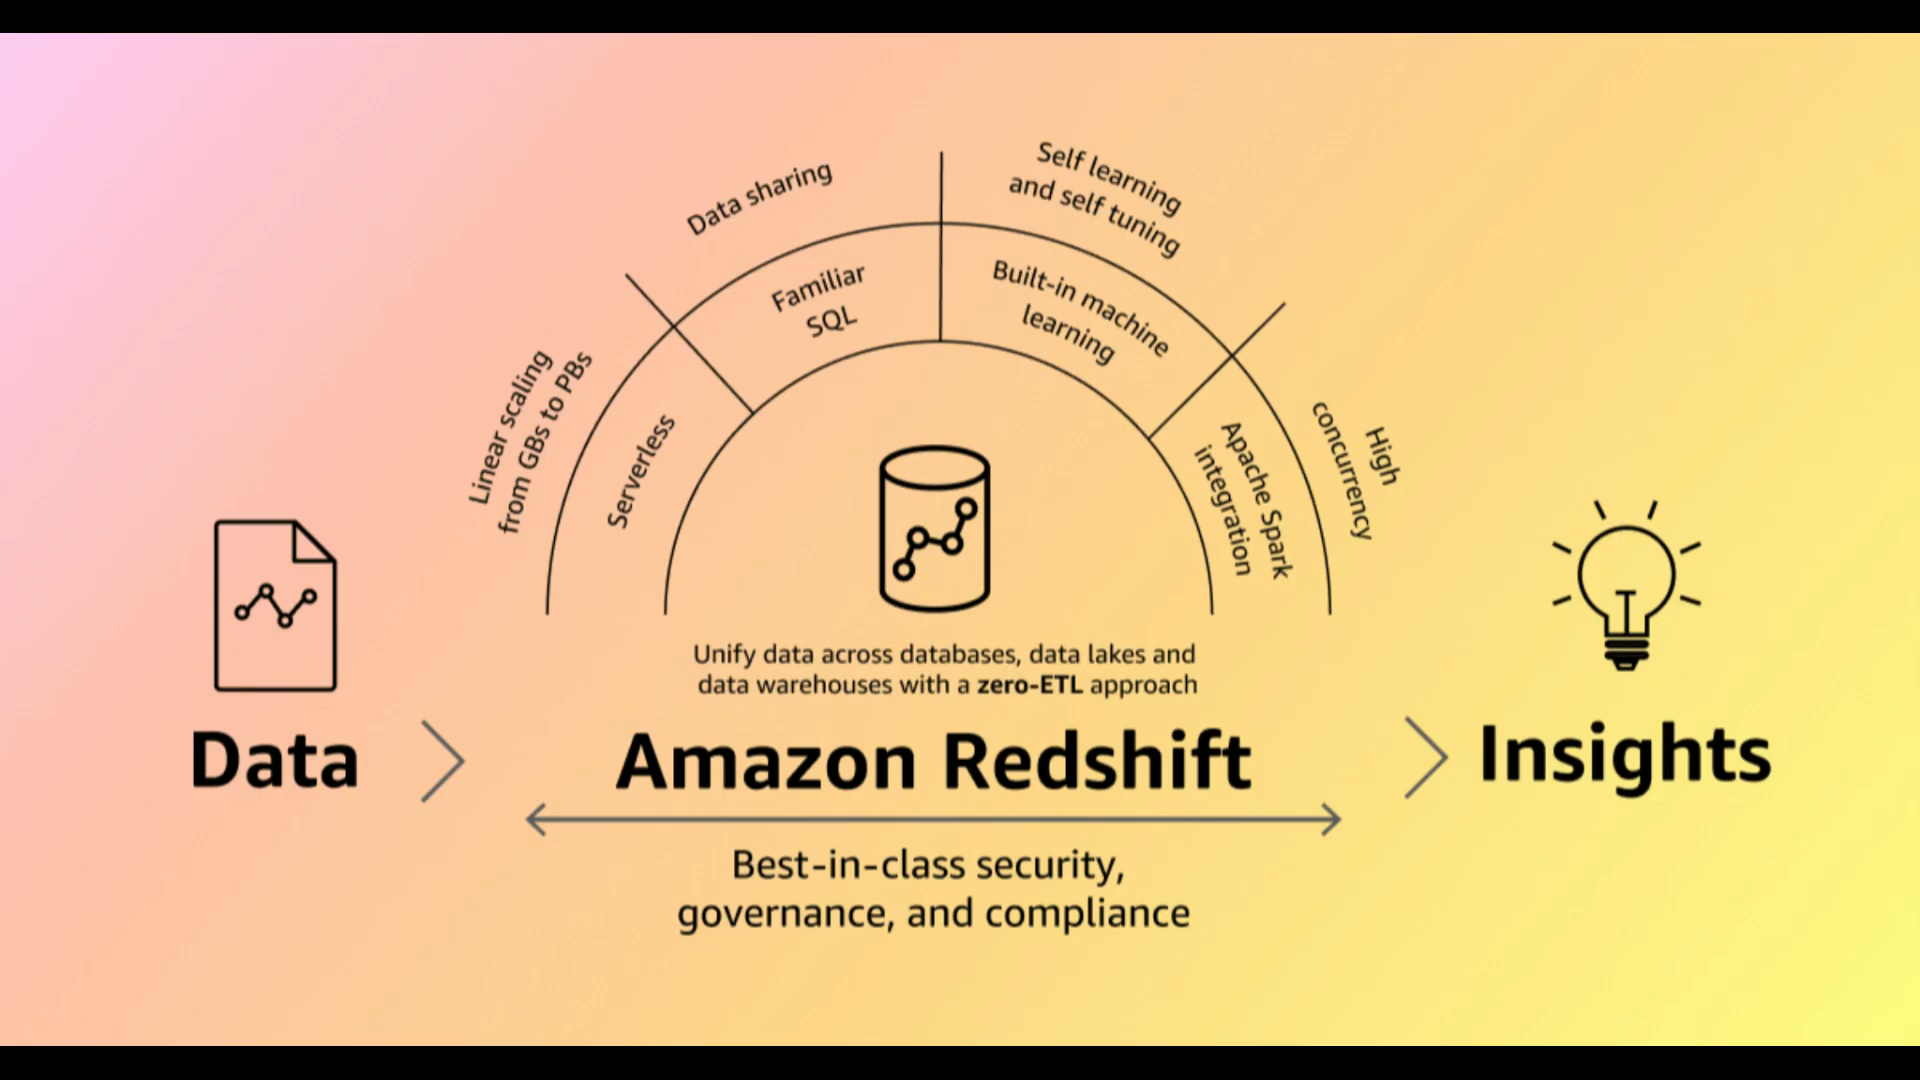 Data sharing
Self learning
and self tuning
Linear scaling
from GBs to PBs
Serverless
Familiar
SQL
Built-in machine
learning
Apache Spark
integration
High
concurrency
Unify data across databases, data lakes and
data warehouses with a zero-ETL approach
Data
Amazon Redshift
Insights
Best-in-class security,
governance, and compliance